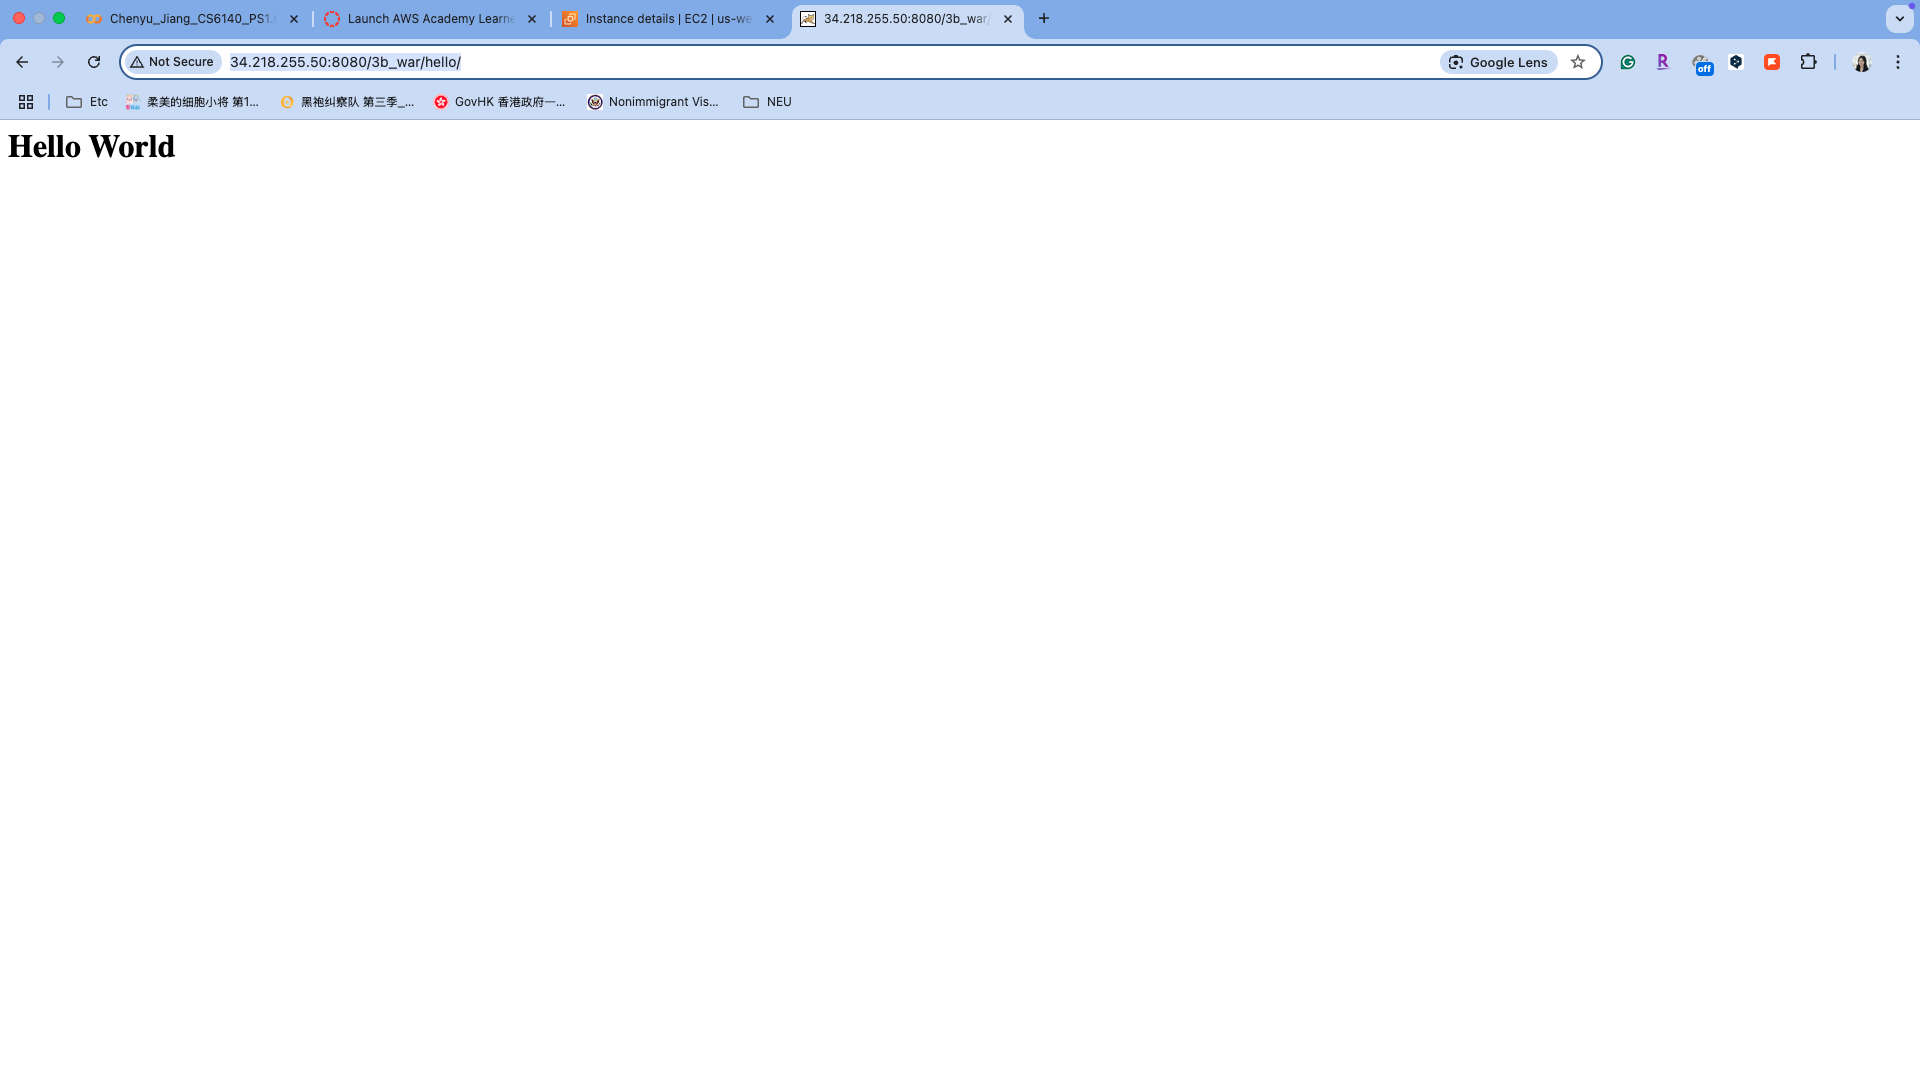 Chenyu_Jiang_CS6140_PS1.
Launch AWS Academy Learne
Instance details | EC2 | us-we
34.218.255.50:8080/3b_war/
Not Secure
34.218.255.50:8080/3b_war/hello/
Google Lens
off
Etc
柔美的细胞小将 第1...
黑袍纠察队 第三季_...
GovHK 香港政府一...
Nonimmigrant Vis...
NEU
Hello World